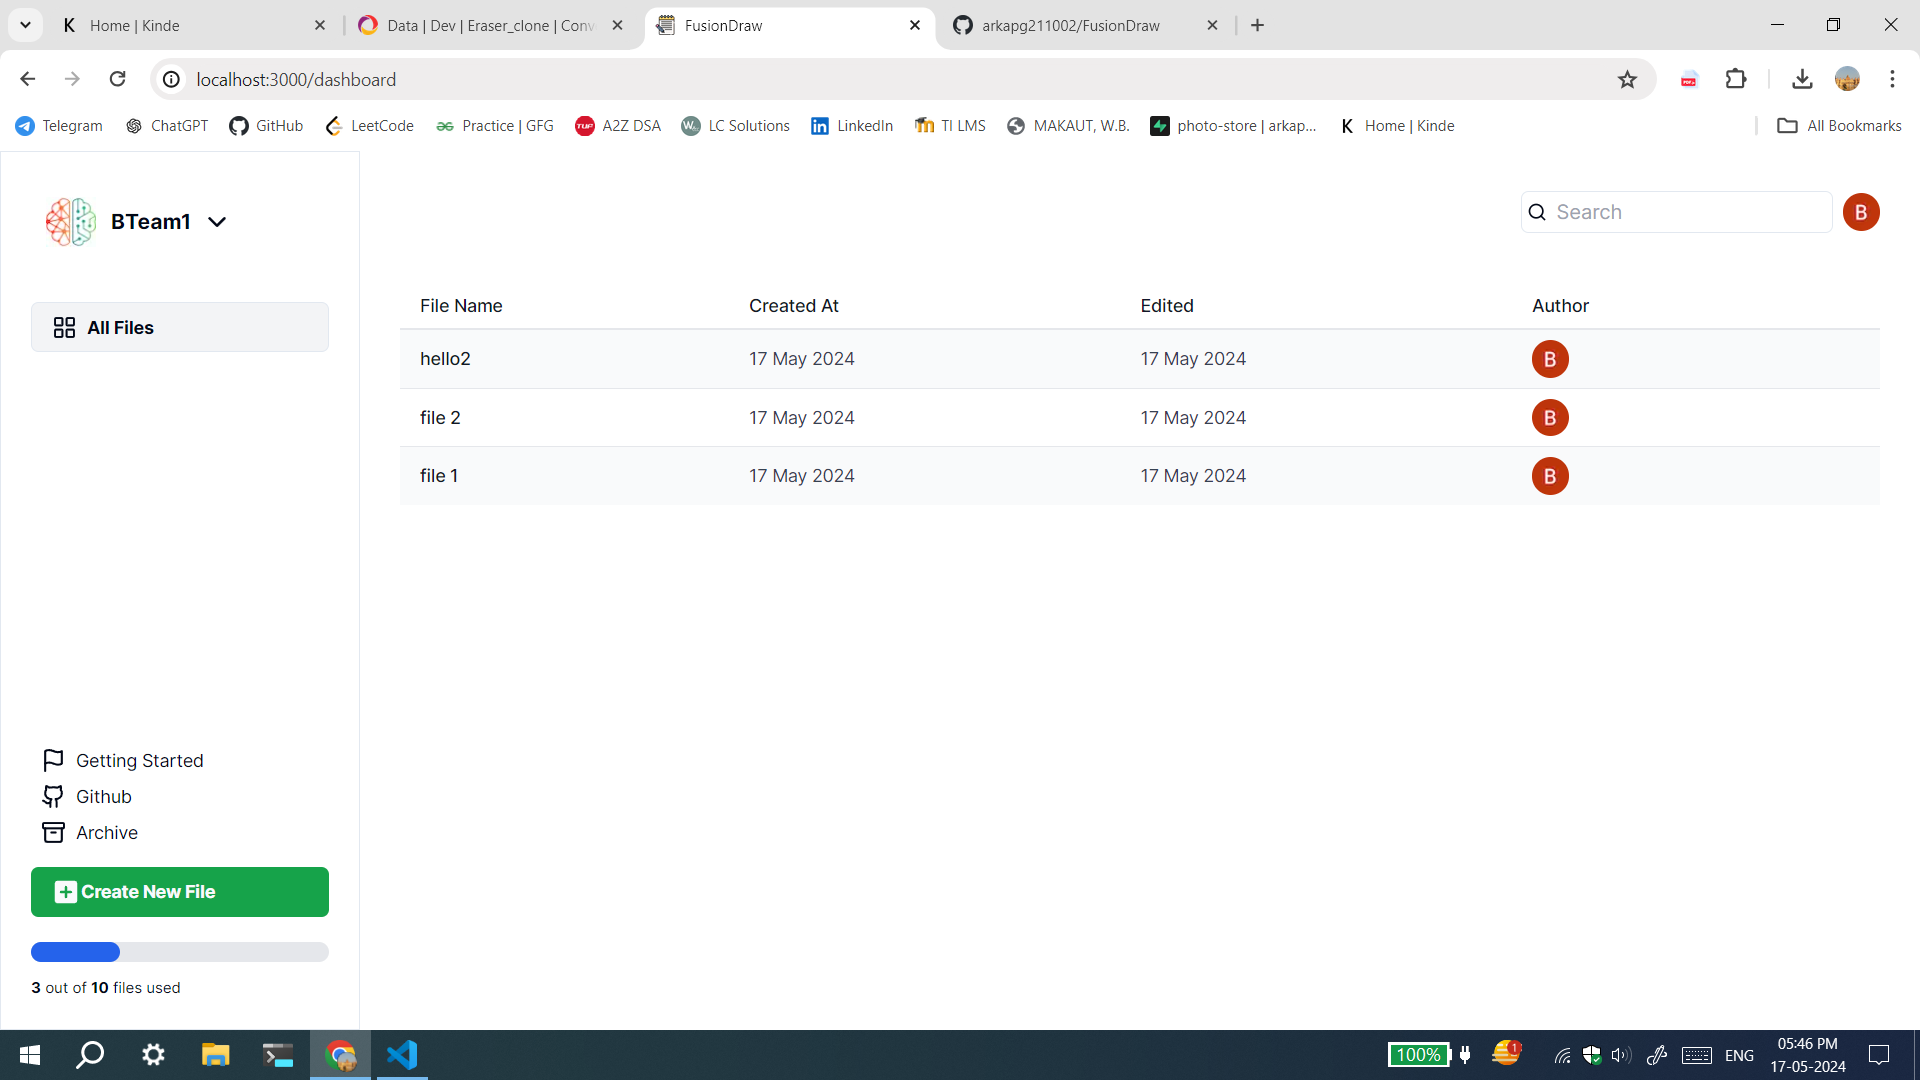 Home | Kinde
Data | Dev | Eraser_clone | Conv
FusionDraw
arkapg211002/FusionDraw
localhost:3000/dashboard
Telegram
ChatGPT
GitHub
LeetCode
Practice | GFG
A2Z DSA
LC Solutions
LinkedIn
TI LMS
MAKAUT, W.B.
photo-store | arkap...
Home | Kinde
All Bookmarks
BTeam1
Search
B
All Files
File Name Created At Edited Author
hello2 17 May 2024 17 May 2024 B
file 2 17 May 2024 17 May 2024 B
file 1 17 May 2024 17 May 2024 B
Getting Started
Github
Archive
Create New File
3 out of 10 files used
100%
1
ENG
05:46 PM
17-05-2024